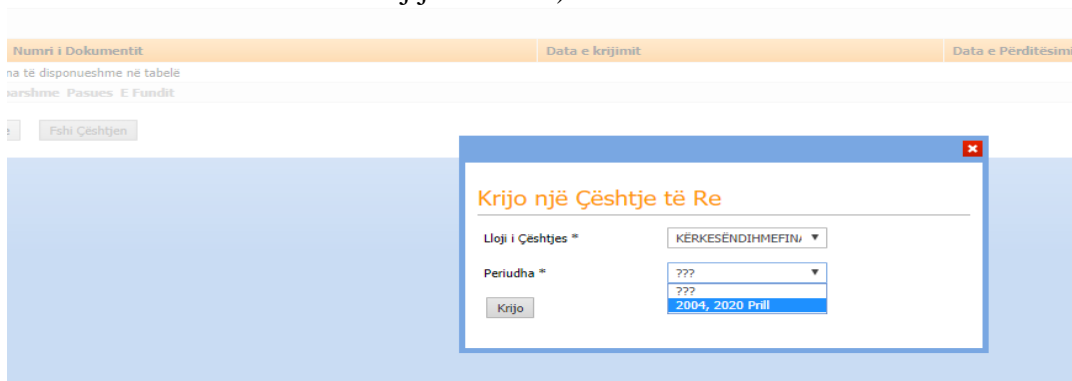 Numri i Dokumentit Data e krijimit Data e Përditësimi
na të disponueshme në tabelë
parshme Pasues E Fundit
e Fshi Çështjen
Krijo një Çështje të Re
Lloji i Çështjes * KËRKESËNDIHMEFINA
Periudha * ???
???
2004, 2020 Prill
Krijo